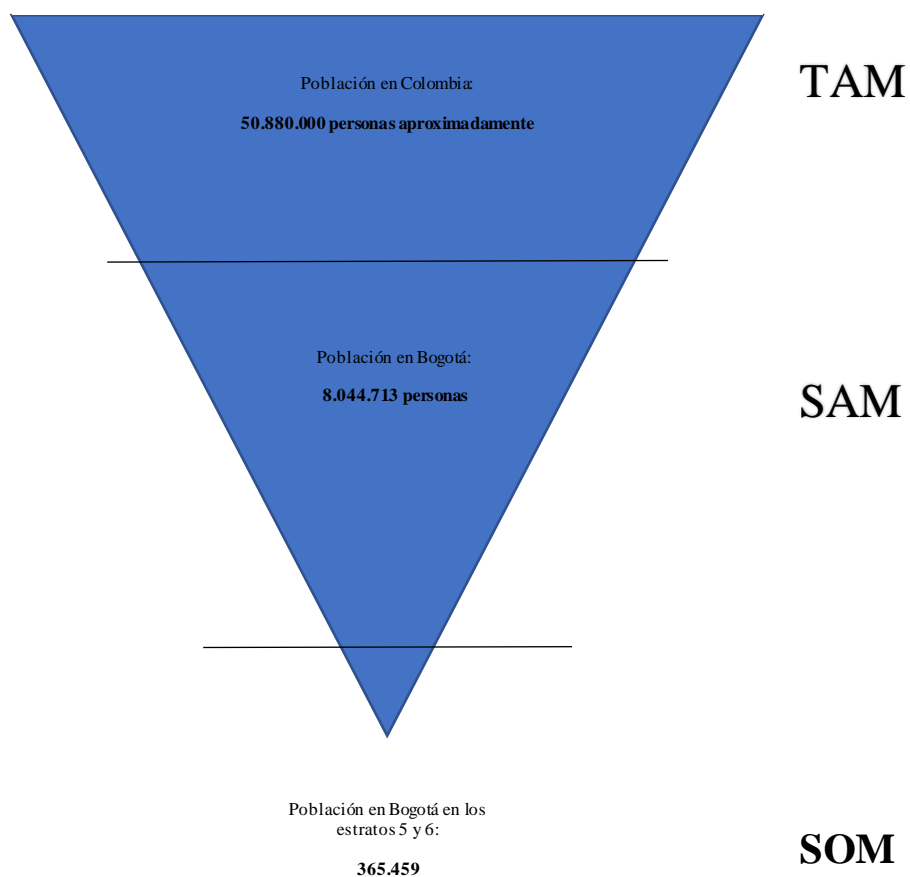 Población en Colombia:
50.880.000 personas aproximadamente
TAM
Población en Bogotá:
8.044.713 personas
SAM
Población en Bogotá en los
estratos 5 y 6:
365.459
SOM